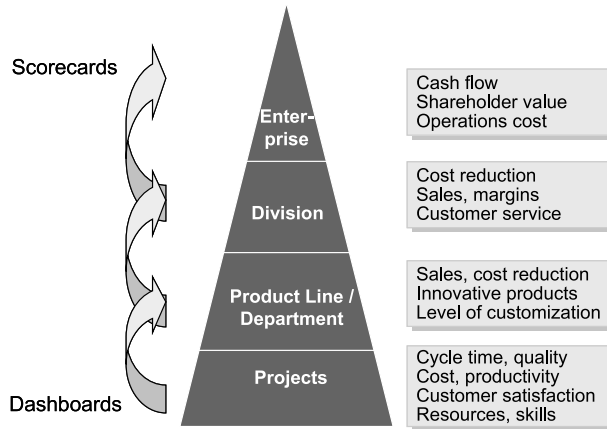 Scorecards
Enter-
prise
Cash flow
Shareholder value
Operations cost
Division
Cost reduction
Sales, margins
Customer service
Product Line /
Department
Sales, cost reduction
Innovative products
Level of customization
Projects
Cycle time, quality
Cost, productivity
Customer satisfaction
Resources, skills
Dashboards